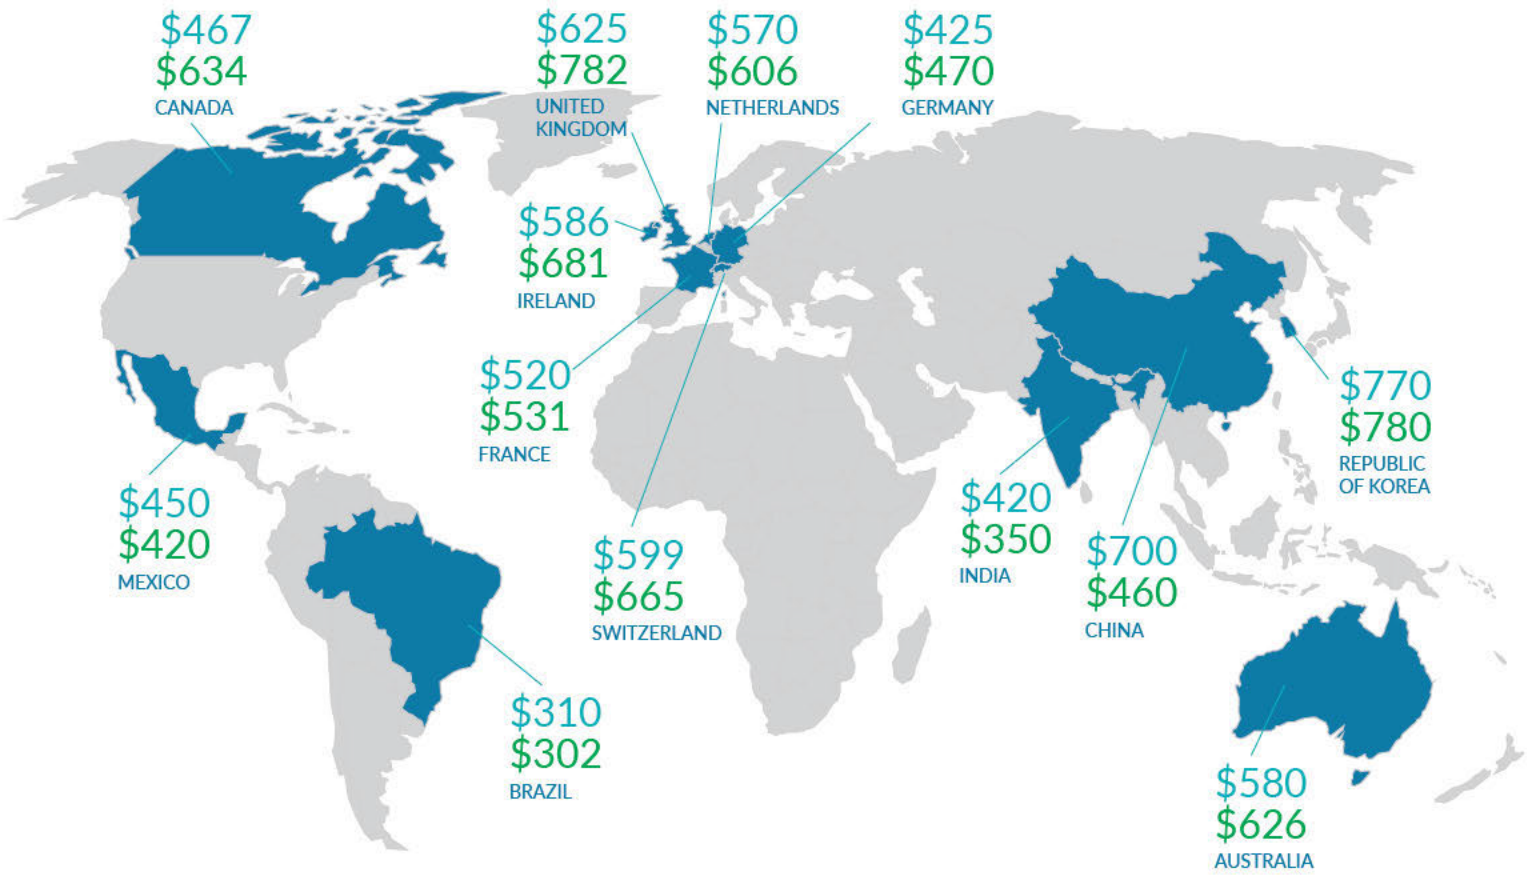 $467
$634
CANADA
$625
$782
UNITED
KINGDOM
$570
$606
NETHERLANDS
$425
$470
GERMANY
$586
$681
IRELAND
$520
$531
FRANCE
$770
$780
REPUBLIC
OF KOREA
$450
$420
MEXICO
$599
$665
SWITZERLAND
$420
$350
INDIA
$700
$460
CHINA
$310
$302
BRAZIL
$580
$626
AUSTRALIA